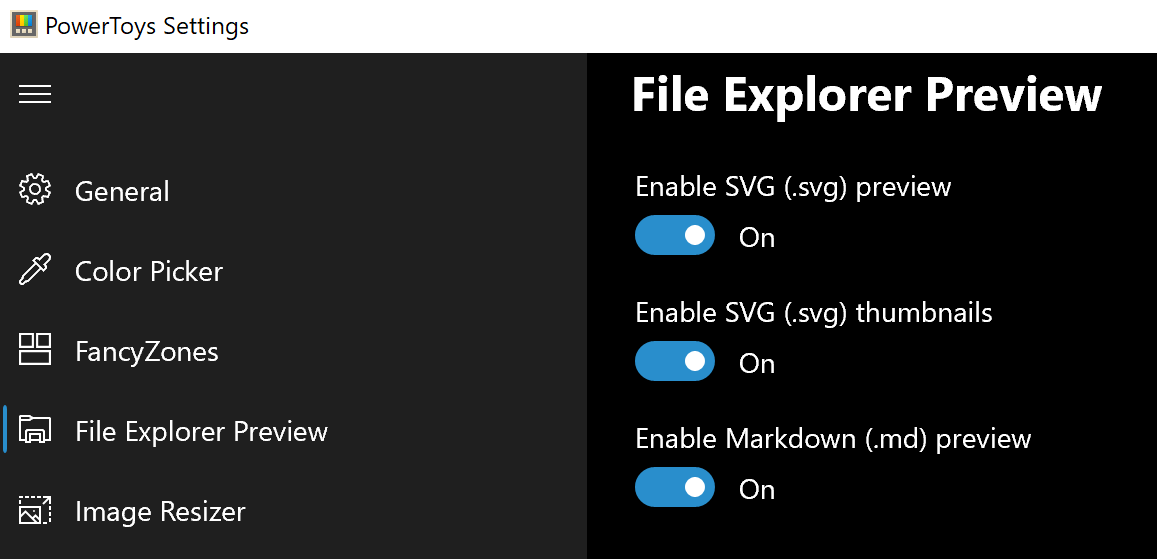 PowerToys Settings
General
Color Picker
FancyZones
File Explorer Preview
Image Resizer
File Explorer Preview
Enable SVG (.svg) preview
On
Enable SVG (.svg) thumbnails
On
Enable Markdown (.md) preview
On